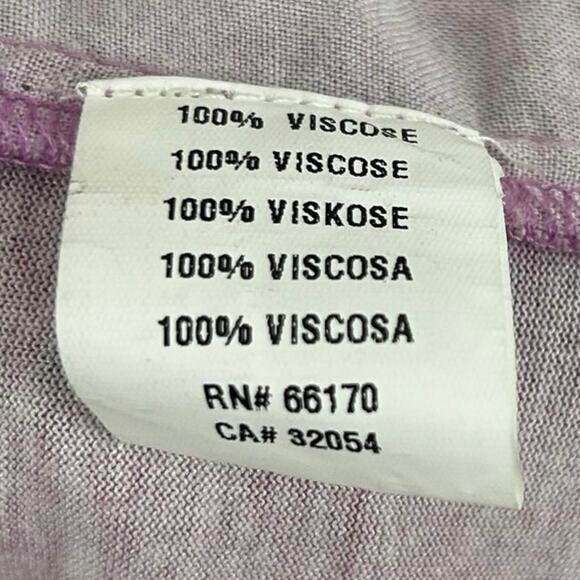 100% VISCOSE
100% VISCOSE
100% VISKOSE
100% VISCOSA
100% VISCOSA
RN# 66170
CA# 32054